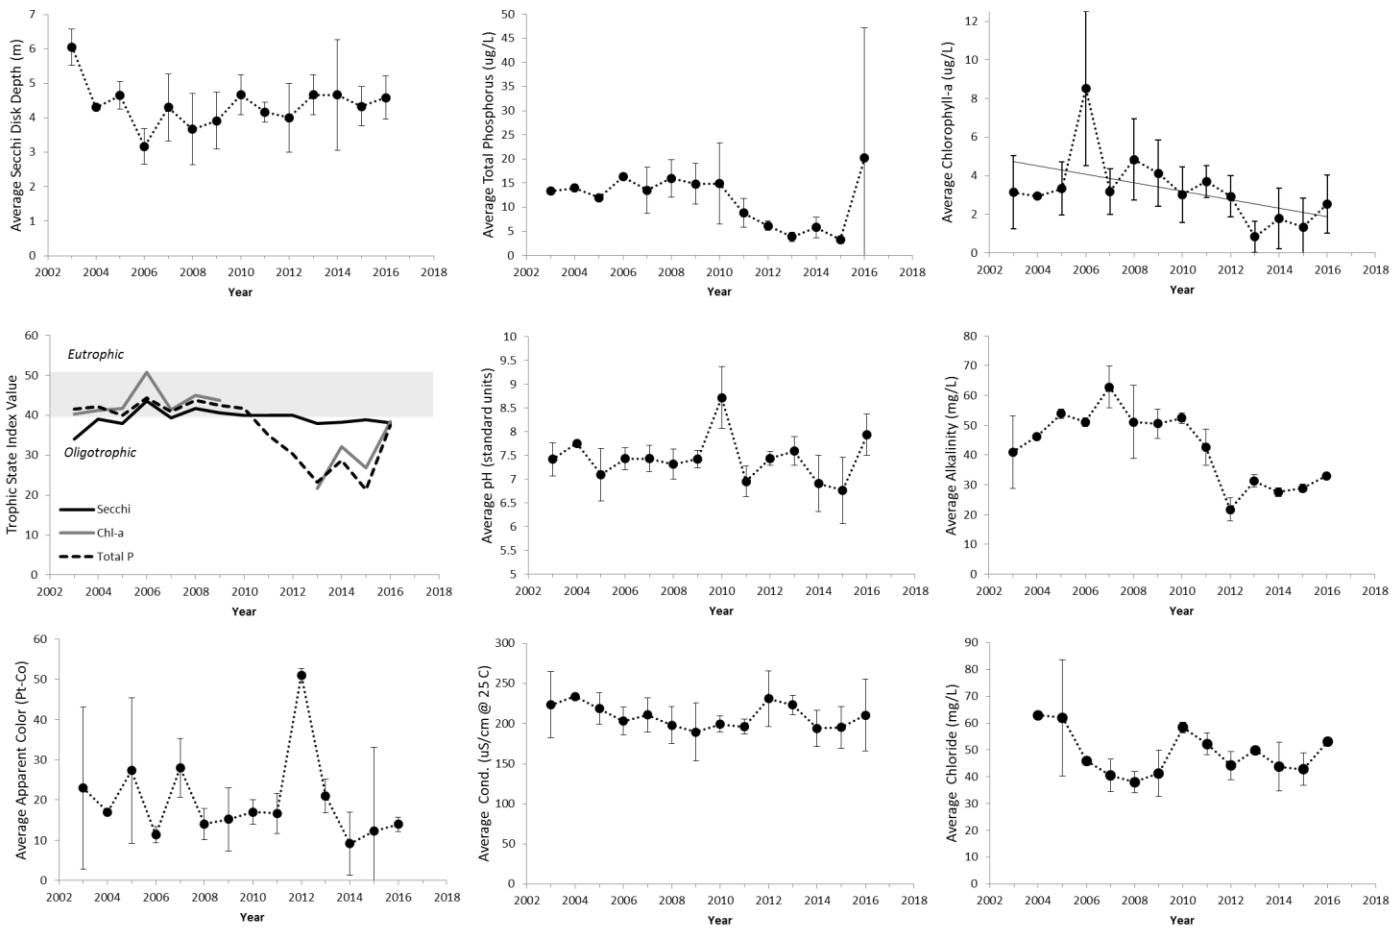 Average Secchi Disk Depth (m)
7
6
5
4
3
2
1
0
2002 2004 2006 2008 2010 2012 2014 2016 2018
Year
Average Total Phosphorus (ug/L)
50
45
40
35
30
25
20
15
10
5
0
2002 2004 2006 2008 2010 2012 2014 2016 2018
Year
Average Chlorophyll-a (ug/L)
12
10
8
6
4
2
0
2002 2004 2006 2008 2010 2012 2014 2016 2018
Year
Trophic State Index Value
60
50
40
30
20
10
0
Eutrophic
Oligotrophic
Secchi
Chl-a
Total P
2002 2004 2006 2008 2010 2012 2014 2016 2018
Year
Average pH (standard units)
10
9.5
9
8.5
8
7.5
7
6.5
6
5.5
5
2002 2004 2006 2008 2010 2012 2014 2016 2018
Year
Average Alkalinity (mg/L)
80
70
60
50
40
30
20
10
0
2002 2004 2006 2008 2010 2012 2014 2016 2018
Year
Average Apparent Color (Pt-Co)
60
50
40
30
20
10
0
2002 2004 2006 2008 2010 2012 2014 2016 2018
Year
Average Cond. (uS/cm @ 25 C)
300
250
200
150
100
50
0
2002 2004 2006 2008 2010 2012 2014 2016 2018
Year
Average Chloride (mg/L)
90
80
70
60
50
40
30
20
10
0
2002 2004 2006 2008 2010 2012 2014 2016 2018
Year